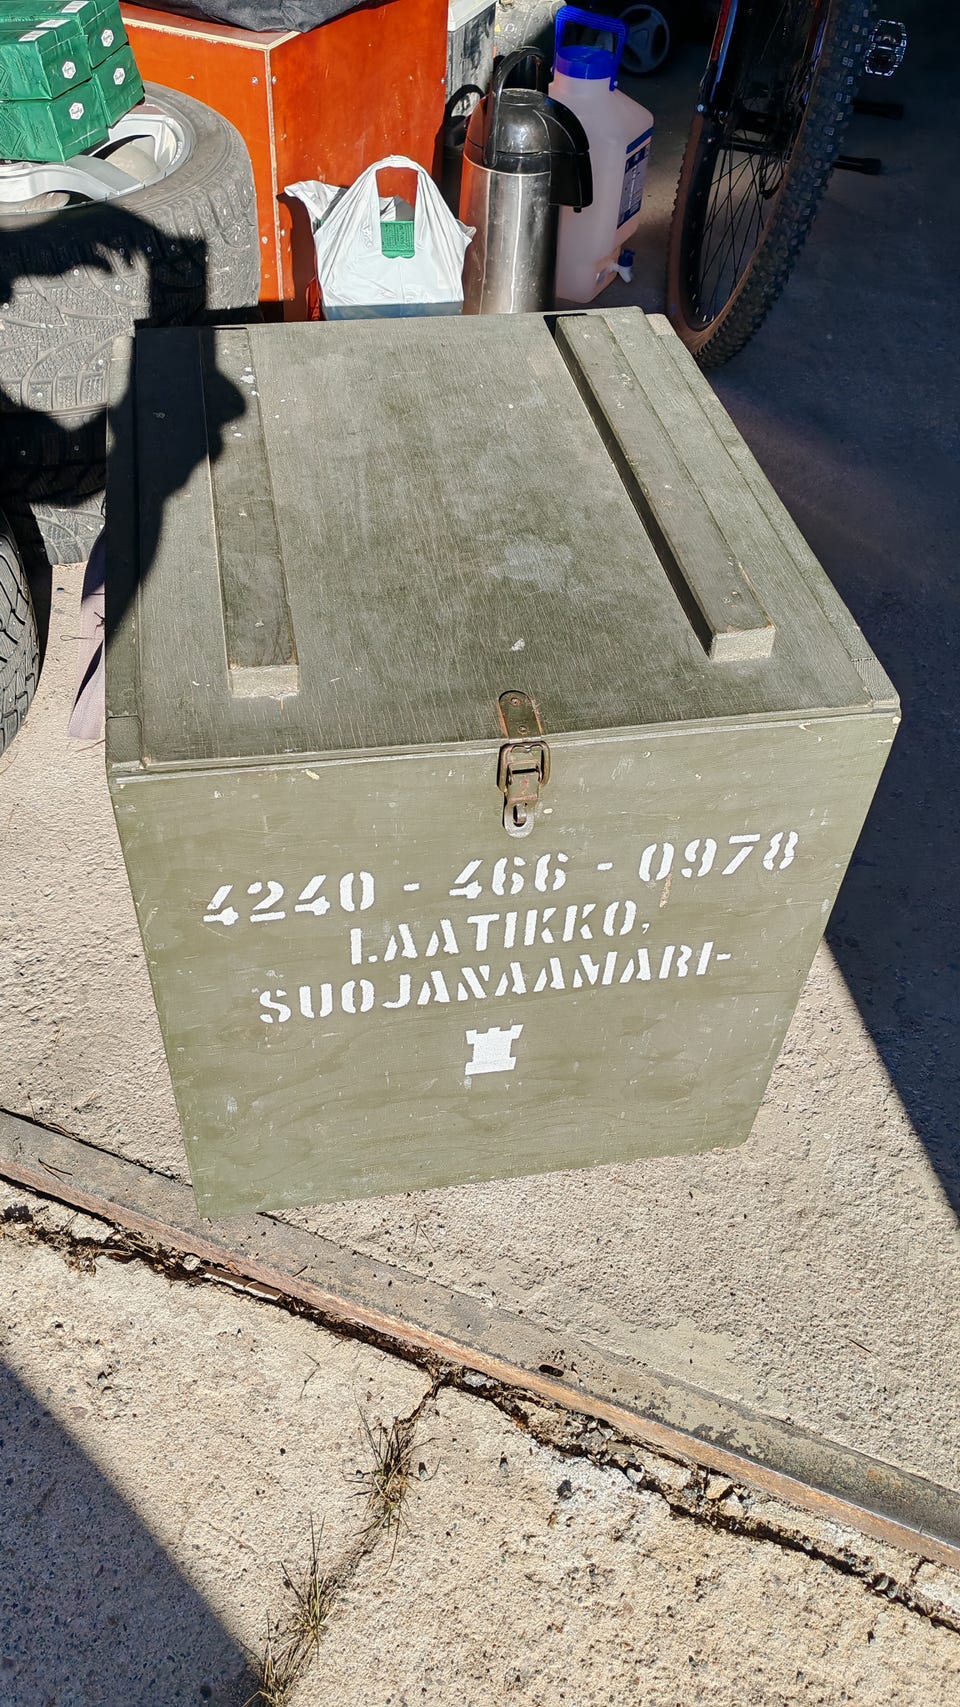 4240 - 466 - 0978
LAATIKKO,
SUOJANAAMARI-